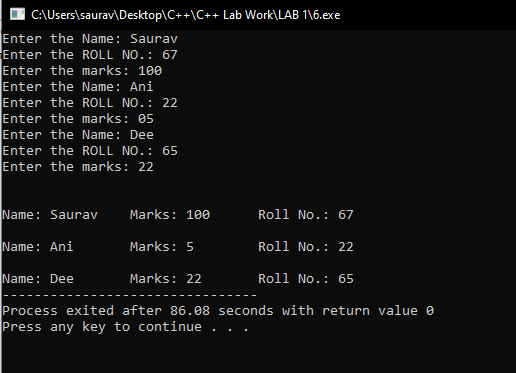 C:\Users\saurav\Desktop\C++\C++ Lab Work\LAB 1\6.exe
Enter the Name: Saurav
Enter the ROLL NO.: 67
Enter the marks: 100
Enter the Name: Ani
Enter the ROLL NO.: 22
Enter the marks: 05
Enter the Name: Dee
Enter the ROLL NO.: 65
Enter the marks: 22
Name: Saurav    Marks: 100      Roll No.: 67
Name: Ani       Marks: 5        Roll No.: 22
Name: Dee       Marks: 22       Roll No.: 65
--------------------------------
Process exited after 86.08 seconds with return value 0
Press any key to continue . . .